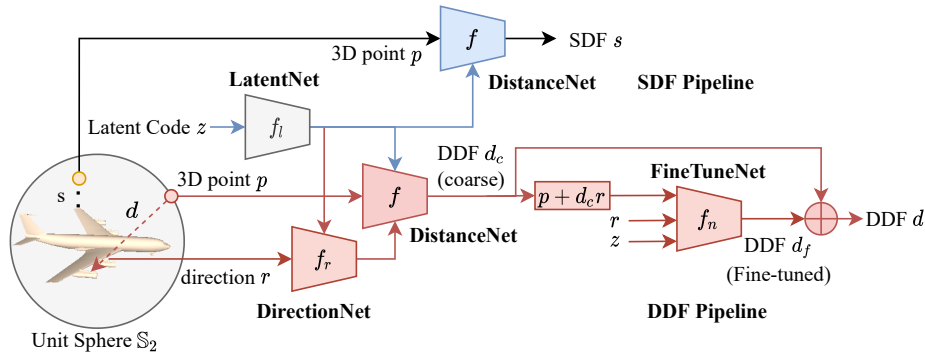 3D point p
f
SDF s
LatentNet
DistanceNet
SDF Pipeline
Latent Code z
f_l
3D point p
DDF d_c
(coarse)
FineTuneNet
s
d
f
p + d_c r
f_n
r
z
DDF d
DistanceNet
DDF d_f
(Fine-tuned)
direction r
f_r
DirectionNet
DDF Pipeline
Unit Sphere 𝕊_2